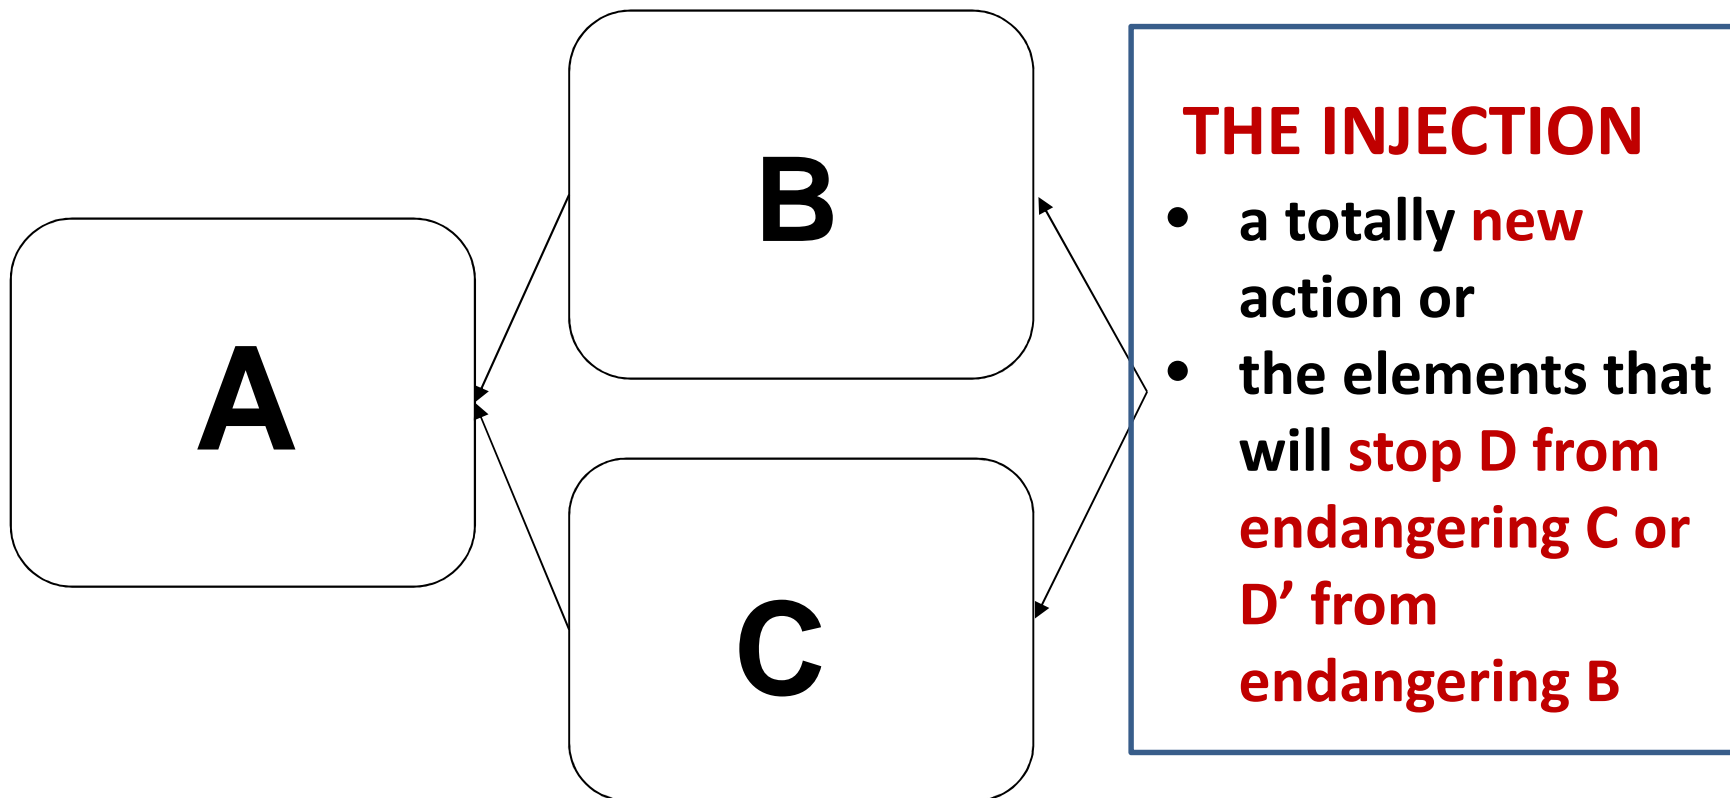 A
B
C
THE INJECTION
• a totally new
action or
• the elements that
will stop D from
endangering C or
D’ from
endangering B